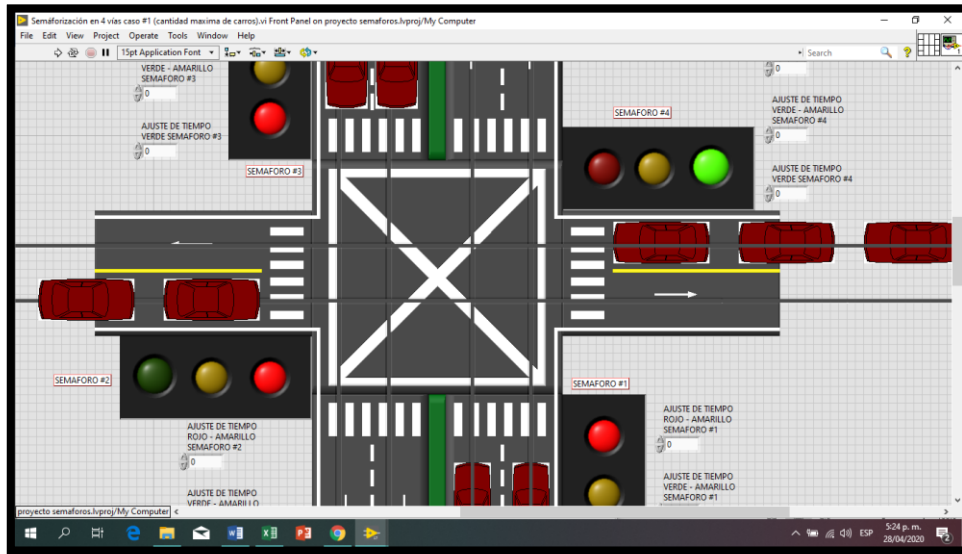 Semáforización en 4 vías caso #1 (cantidad maxima de carros).vi Front Panel on proyecto semaforos.lvproj/My Computer
File Edit View Project Operate Tools Window Help
15pt Application Font
Search
VERDE - AMARILLO
SEMAFORO #3
0
AJUSTE DE TIEMPO
VERDE SEMAFORO #3
0
SEMAFORO #3
0
SEMAFORO #4
AJUSTE DE TIEMPO
VERDE - AMARILLO
SEMAFORO #4
0
AJUSTE DE TIEMPO
VERDE SEMAFORO #4
0
SEMAFORO #2
AJUSTE DE TIEMPO
ROJO - AMARILLO
SEMAFORO #2
0
AJUSTE DE TIEMPO
VERDE - AMARILLO
SEMAFORO #1
AJUSTE DE TIEMPO
ROJO - AMARILLO
SEMAFORO #1
0
AJUSTE DE TIEMPO
VERDE - AMARILLO
SEMAFORO #1
proyecto semaforos.lvproj/My Computer
ESP
5:24 p. m.
28/04/2020
2